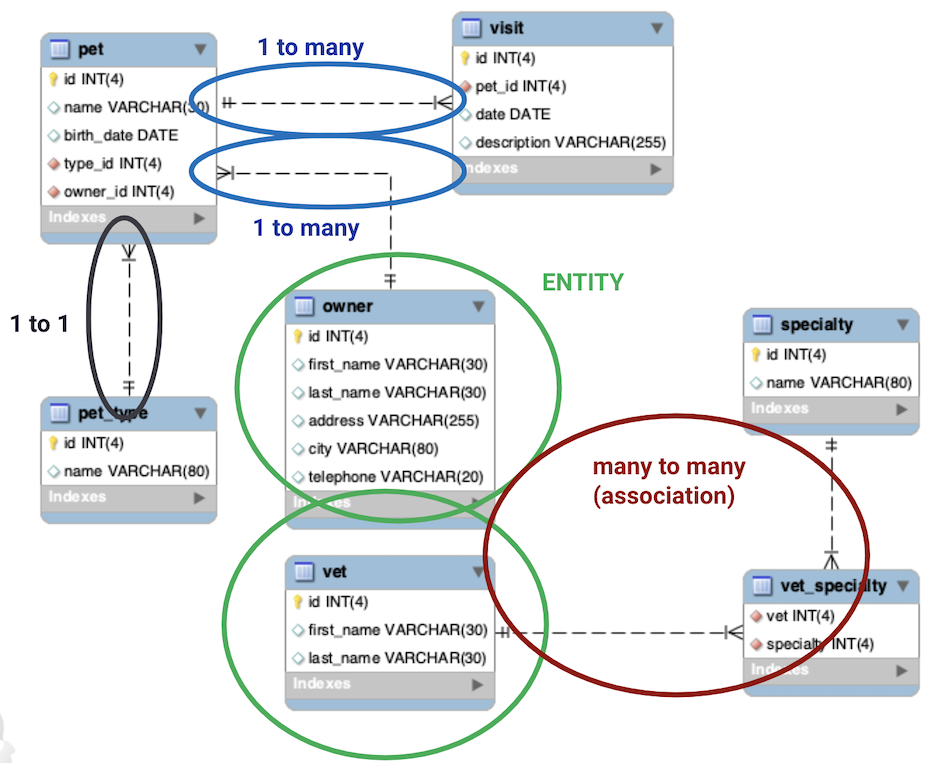 1 to many
pet
id INT(4)
name VARCHAR(30)
birth_date DATE
type_id INT(4)
owner_id INT(4)
Indexes
visit
id INT(4)
pet_id INT(4)
date DATE
description VARCHAR(255)
Indexes
1 to many
1 to 1
ENTITY
owner
id INT(4)
first_name VARCHAR(30)
last_name VARCHAR(30)
address VARCHAR(255)
city VARCHAR(80)
telephone VARCHAR(20)
Indexes
specialty
id INT(4)
name VARCHAR(80)
Indexes
pet_type
id INT(4)
name VARCHAR(80)
Indexes
many to many
(association)
vet
id INT(4)
first_name VARCHAR(30)
last_name VARCHAR(30)
Indexes
vet_specialty
vet INT(4)
specialty INT(4)
Indexes